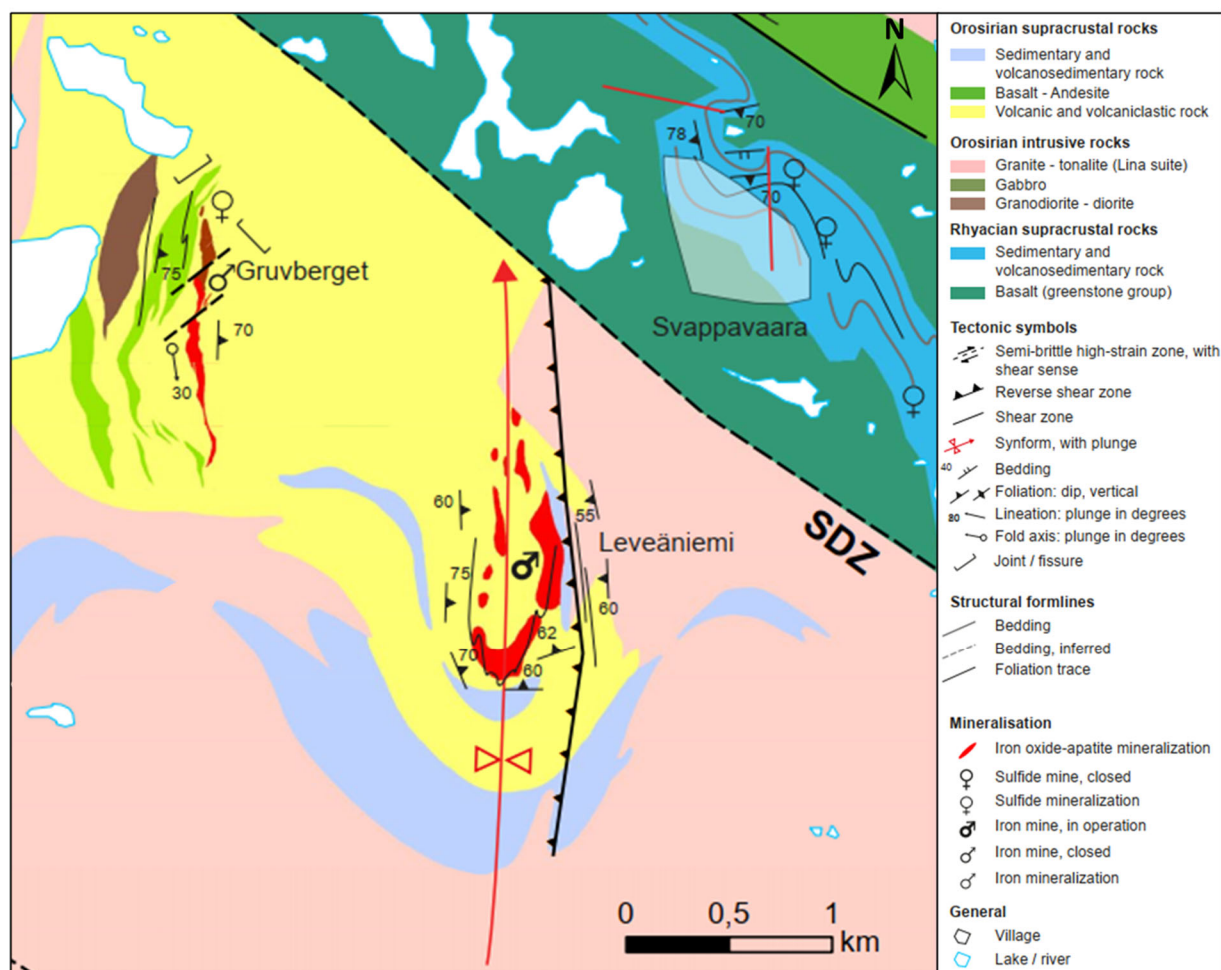 N
70
78
70
Gruvberget
75
70
30
Svappavaara
SDZ
60
55
Leveäniemi
75
60
62
70
60
0 0,5 1
km
Orosirian supracrustal rocks
Sedimentary and
volcanosedimentary rock
Basalt - Andesite
Volcanic and volcaniclastic rock
Orosirian intrusive rocks
Granite - tonalite (Lina suite)
Gabbro
Granodiorite - diorite
Rhyacian supracrustal rocks
Sedimentary and
volcanosedimentary rock
Basalt (greenstone group)
Tectonic symbols
Semi-brittle high-strain zone, with
shear sense
Reverse shear zone
Shear zone
Synform, with plunge
40 Bedding
Foliation: dip, vertical
Lineation: plunge in degrees
Fold axis: plunge in degrees
Joint / fissure
Structural formlines
Bedding
Bedding, inferred
Foliation trace
Mineralisation
Iron oxide-apatite mineralization
Sulfide mine, closed
Sulfide mineralization
Iron mine, in operation
Iron mine, closed
Iron mineralization
General
Village
Lake / river